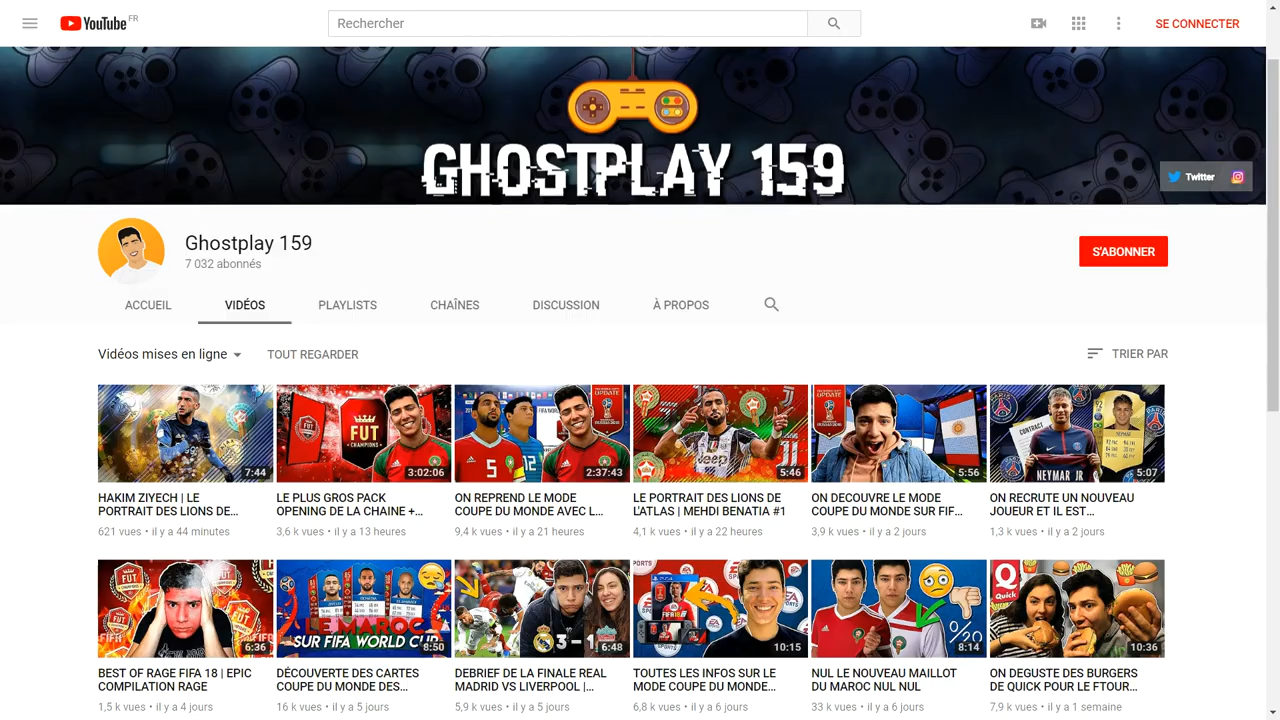 YouTube FR
Rechercher
SE CONNECTER
GHOSTPLAY 159
Twitter
Ghostplay 159
7 032 abonnés
S'ABONNER
ACCUEIL
VIDÉOS
PLAYLISTS
CHAÎNES
DISCUSSION
À PROPOS
Vidéos mises en ligne
TOUT REGARDER
TRIER PAR
7:44
FUT
CHAMPIONS
3:02:06
UPDATE
5
12
2:37:43
Jeep
5:46
UPDATE
5:56
PARIS
CONTRACT
92
NEYMAR
NEYMAR JR
5:07
HAKIM ZIYECH | LE
PORTRAIT DES LIONS DE...
621 vues • il y a 44 minutes
LE PLUS GROS PACK
OPENING DE LA CHAINE +...
3,6 k vues • il y a 13 heures
ON REPREND LE MODE
COUPE DU MONDE AVEC L...
9,4 k vues • il y a 21 heures
LE PORTRAIT DES LIONS DE
L'ATLAS | MEHDI BENATIA #1
4,1 k vues • il y a 22 heures
ON DECOUVRE LE MODE
COUPE DU MONDE SUR FIF...
3,9 k vues • il y a 2 jours
ON RECRUTE UN NOUVEAU
JOUEUR ET IL EST...
1,3 k vues • il y a 2 jours
FUT
6:36
LE MAROC
SUR FIFA WORLD CUP
8:50
3-1
6:48
EA SPORTS
10:15
%20
8:14
Quick
10:36
BEST OF RAGE FIFA 18 | EPIC
COMPILATION RAGE
1,5 k vues • il y a 4 jours
DÉCOUVERTE DES CARTES
COUPE DU MONDE DES...
16 k vues • il y a 5 jours
DEBRIEF DE LA FINALE REAL
MADRID VS LIVERPOOL |...
5,9 k vues • il y a 5 jours
TOUTES LES INFOS SUR LE
MODE COUPE DU MONDE...
6,8 k vues • il y a 6 jours
NUL LE NOUVEAU MAILLOT
DU MAROC NUL NUL
33 k vues • il y a 6 jours
ON DEGUSTE DES BURGERS
DE QUICK POUR LE FTOUR...
7,9 k vues • il y a 1 semaine